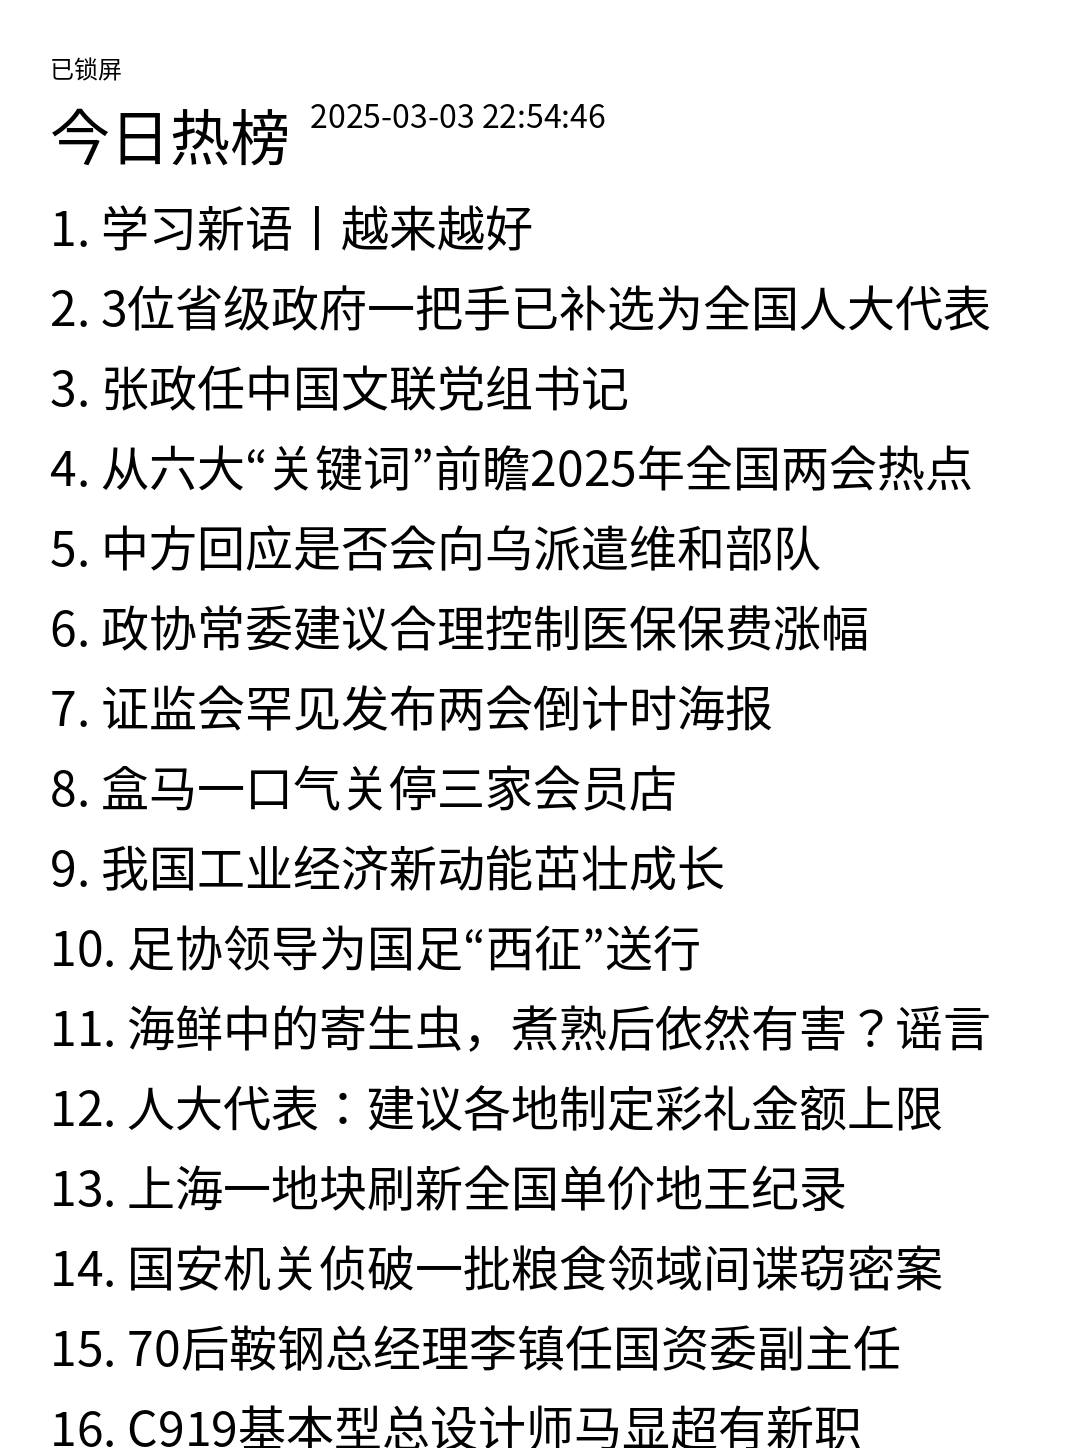 已锁屏
今日热榜 2025-03-03 22:54:46
1. 学习新语丨越来越好
2. 3位省级政府一把手已补选为全国人大代表
3. 张政任中国文联党组书记
4. 从六大“关键词”前瞻2025年全国两会热点
5. 中方回应是否会向乌派遣维和部队
6. 政协常委建议合理控制医保保费涨幅
7. 证监会罕见发布两会倒计时海报
8. 盒马一口气关停三家会员店
9. 我国工业经济新动能茁壮成长
10. 足协领导为国足“西征”送行
11. 海鲜中的寄生虫，煮熟后依然有害？谣言
12. 人大代表：建议各地制定彩礼金额上限
13. 上海一地块刷新全国单价地王纪录
14. 国安机关侦破一批粮食领域间谍窃密案
15. 70后鞍钢总经理李镇任国资委副主任
16. C919基本型总设计师马显超有新职